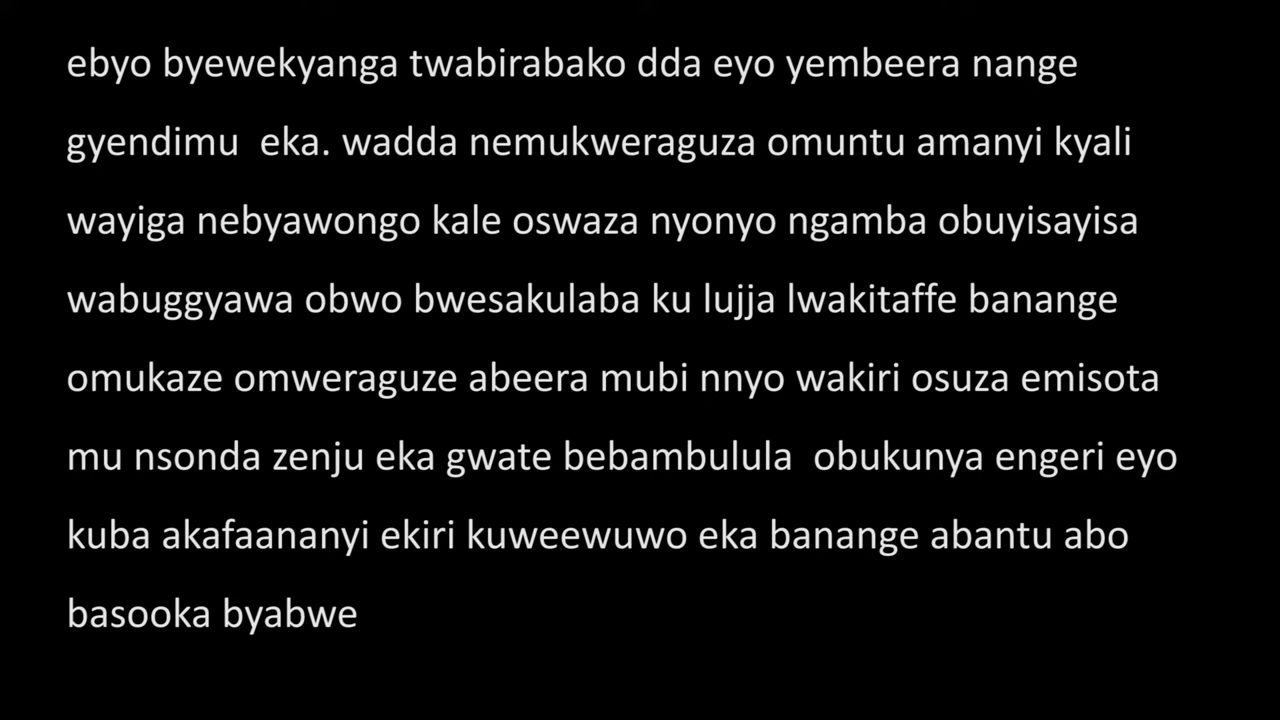 ebyo byewekyanga twabirabako dda eyo yembeera nange
gyendimu  eka. wadda nemukweraguza omuntu amanyi kyali
wayiga nebyawongo kale oswaza nyonyo ngamba obuyisayisa
wabuggyawa obwo bwesakulaba ku lujja lwakitaffe banange
omukaze omweraguze abeera mubi nnyo wakiri osuza emisota
mu nsonda zenju eka gwate bebambulula  obukunya engeri eyo
kuba akafaananyi ekiri kuweewuwo eka banange abantu abo
basooka byabwe